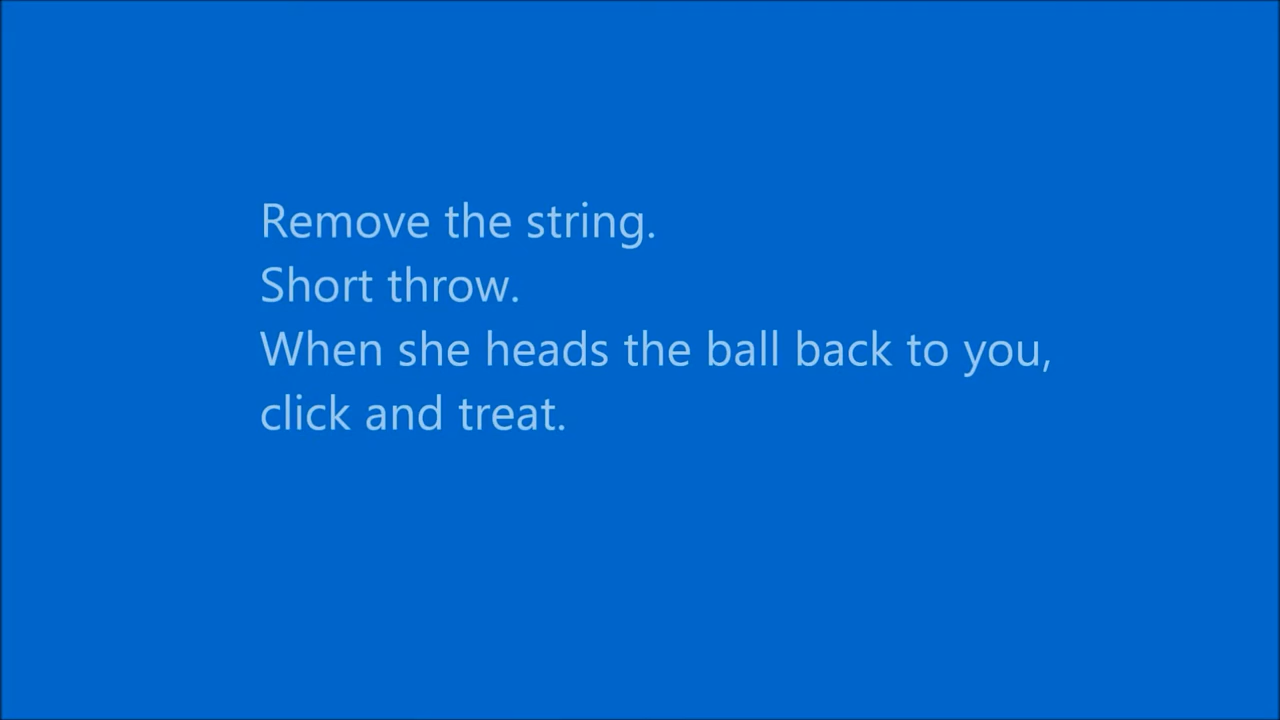 Remove the string.
Short throw.
When she heads the ball back to you,
click and treat.